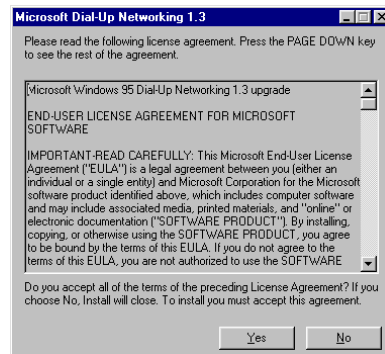 Microsoft Dial-Up Networking 1.3
Please read the following license agreement. Press the PAGE DOWN key
to see the rest of the agreement.
Microsoft Windows 95 Dial-Up Networking 1.3 upgrade
END-USER LICENSE AGREEMENT FOR MICROSOFT
SOFTWARE
IMPORTANT-READ CAREFULLY: This Microsoft End-User License
Agreement ("EULA") is a legal agreement between you (either an
individual or a single entity) and Microsoft Corporation for the Microsoft
software product identified above, which includes computer software
and may include associated media, printed materials, and "online" or
electronic documentation ("SOFTWARE PRODUCT"). By installing,
copying, or otherwise using the SOFTWARE PRODUCT, you agree
to be bound by the terms of this EULA. If you do not agree to the
terms of this EULA, you are not authorized to use the SOFTWARE
Do you accept all of the terms of the preceding License Agreement? If you
choose No, Install will close. To install you must accept this agreement.
Yes No